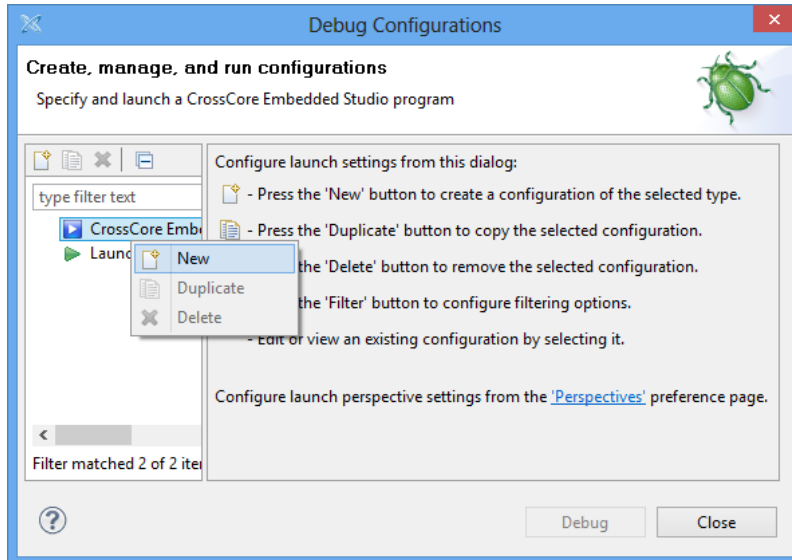 Debug Configurations
Create, manage, and run configurations
Specify and launch a CrossCore Embedded Studio program
type filter text
CrossCore Embe
Launc
New
Duplicate
Delete
Filter matched 2 of 2 iter
Configure launch settings from this dialog:
- Press the 'New' button to create a configuration of the selected type.
- Press the 'Duplicate' button to copy the selected configuration.
the 'Delete' button to remove the selected configuration.
the 'Filter' button to configure filtering options.
- Edit or view an existing configuration by selecting it.
Configure launch perspective settings from the 'Perspectives' preference page.
Debug
Close